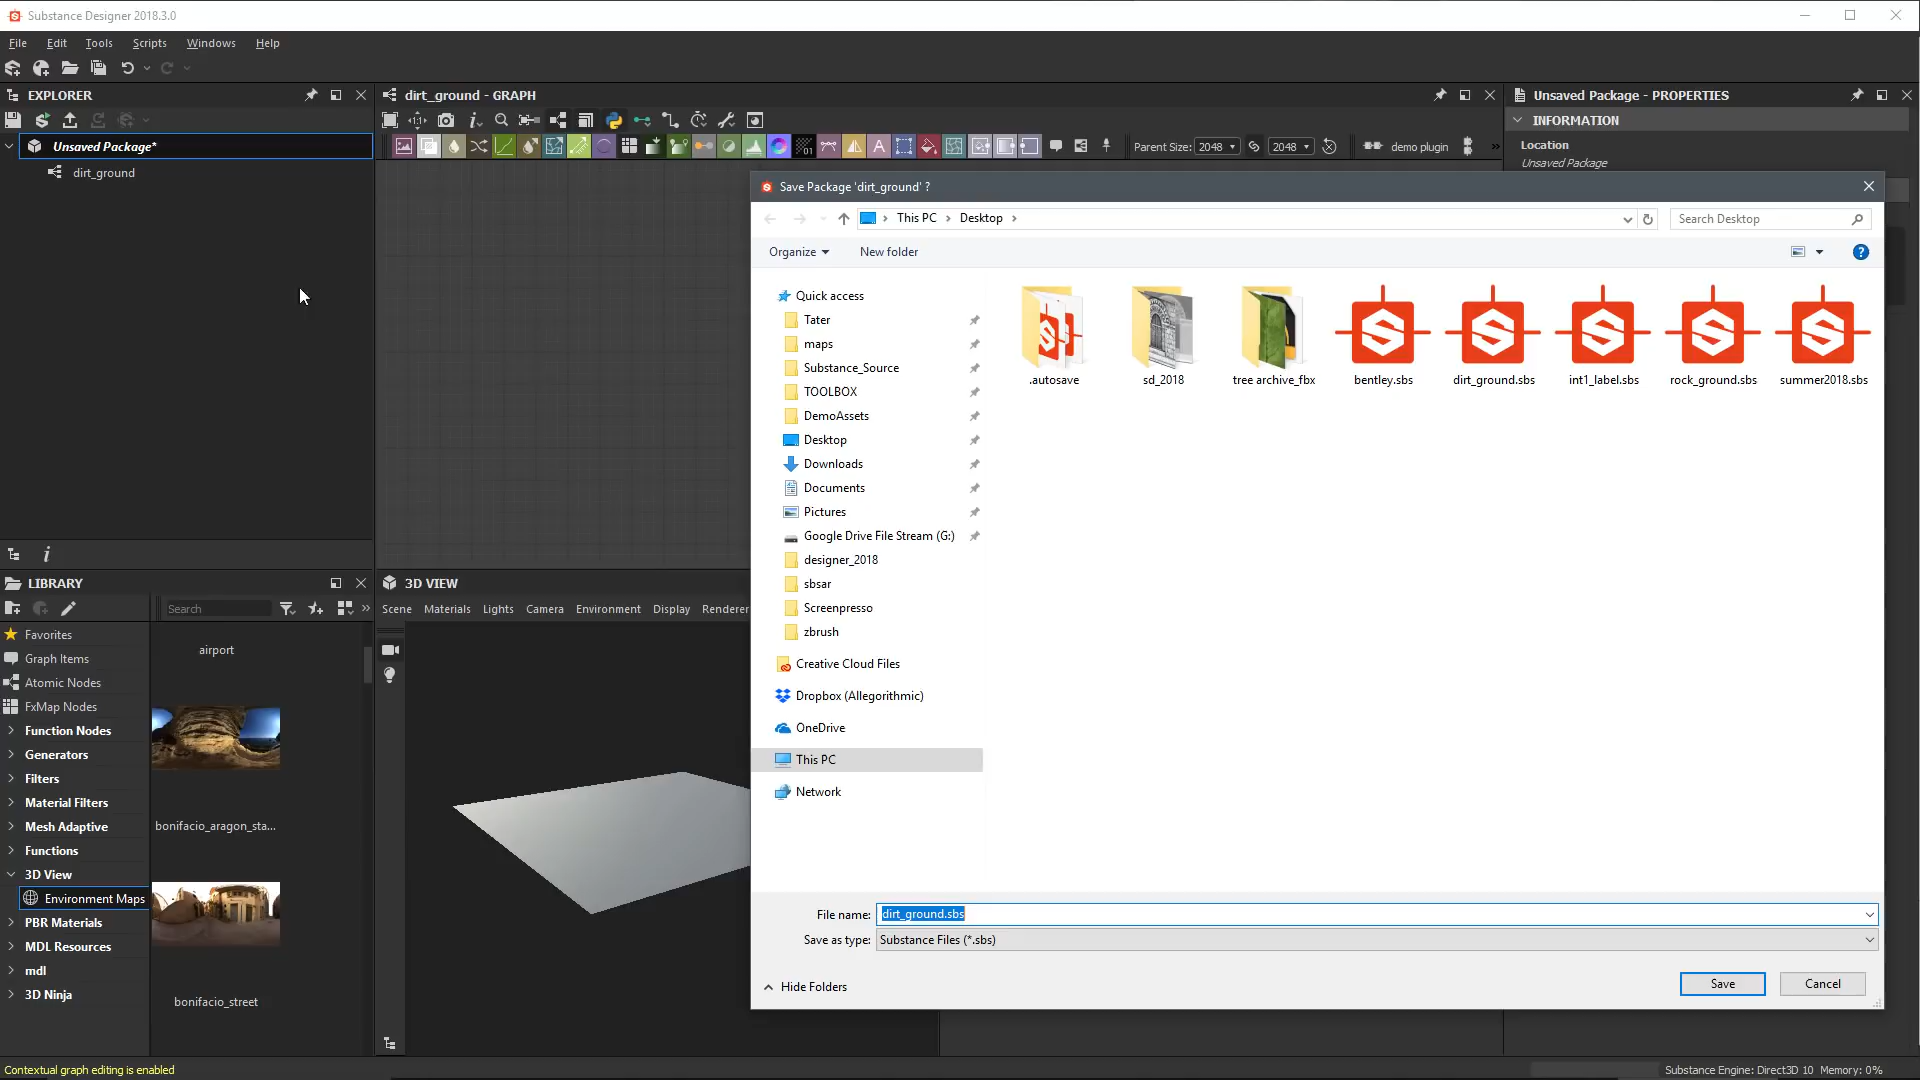 Substance Designer 2018.3.0
File Edit Tools Scripts Windows Help
EXPLORER
dirt_ground - GRAPH
Unsaved Package - PROPERTIES
INFORMATION
Unsaved Package*
Parent Size: 2048 2048 demo plugin
Location
Unsaved Package
dirt_ground
Save Package 'dirt_ground' ?
This PC Desktop
Search Desktop
Organize New folder
Quick access
Tater
maps
Substance_Source
TOOLBOX
DemoAssets
Desktop
Downloads
Documents
Pictures
Google Drive File Stream (G:)
designer_2018
sbsar
Screenpresso
zbrush
Creative Cloud Files
Dropbox (Allegorithmic)
OneDrive
This PC
Network
.autosave sd_2018 tree archive_fbx bentley.sbs dirt_ground.sbs int1_label.sbs rock_ground.sbs summer2018.sbs
File name: dirt_ground.sbs
Save as type: Substance Files (*.sbs)
Hide Folders
Save
Cancel
LIBRARY
Search
Favorites
Graph Items
Atomic Nodes
FxMap Nodes
Function Nodes
Generators
Filters
Material Filters
Mesh Adaptive
Functions
3D View
Environment Maps
PBR Materials
MDL Resources
mdl
3D Ninja
airport
bonifacio_aragon_sta...
bonifacio_street
3D VIEW
Scene Materials Lights Camera Environment Display Renderer
Contextual graph editing is enabled
Substance Engine: Direct3D 10 Memory: 0%